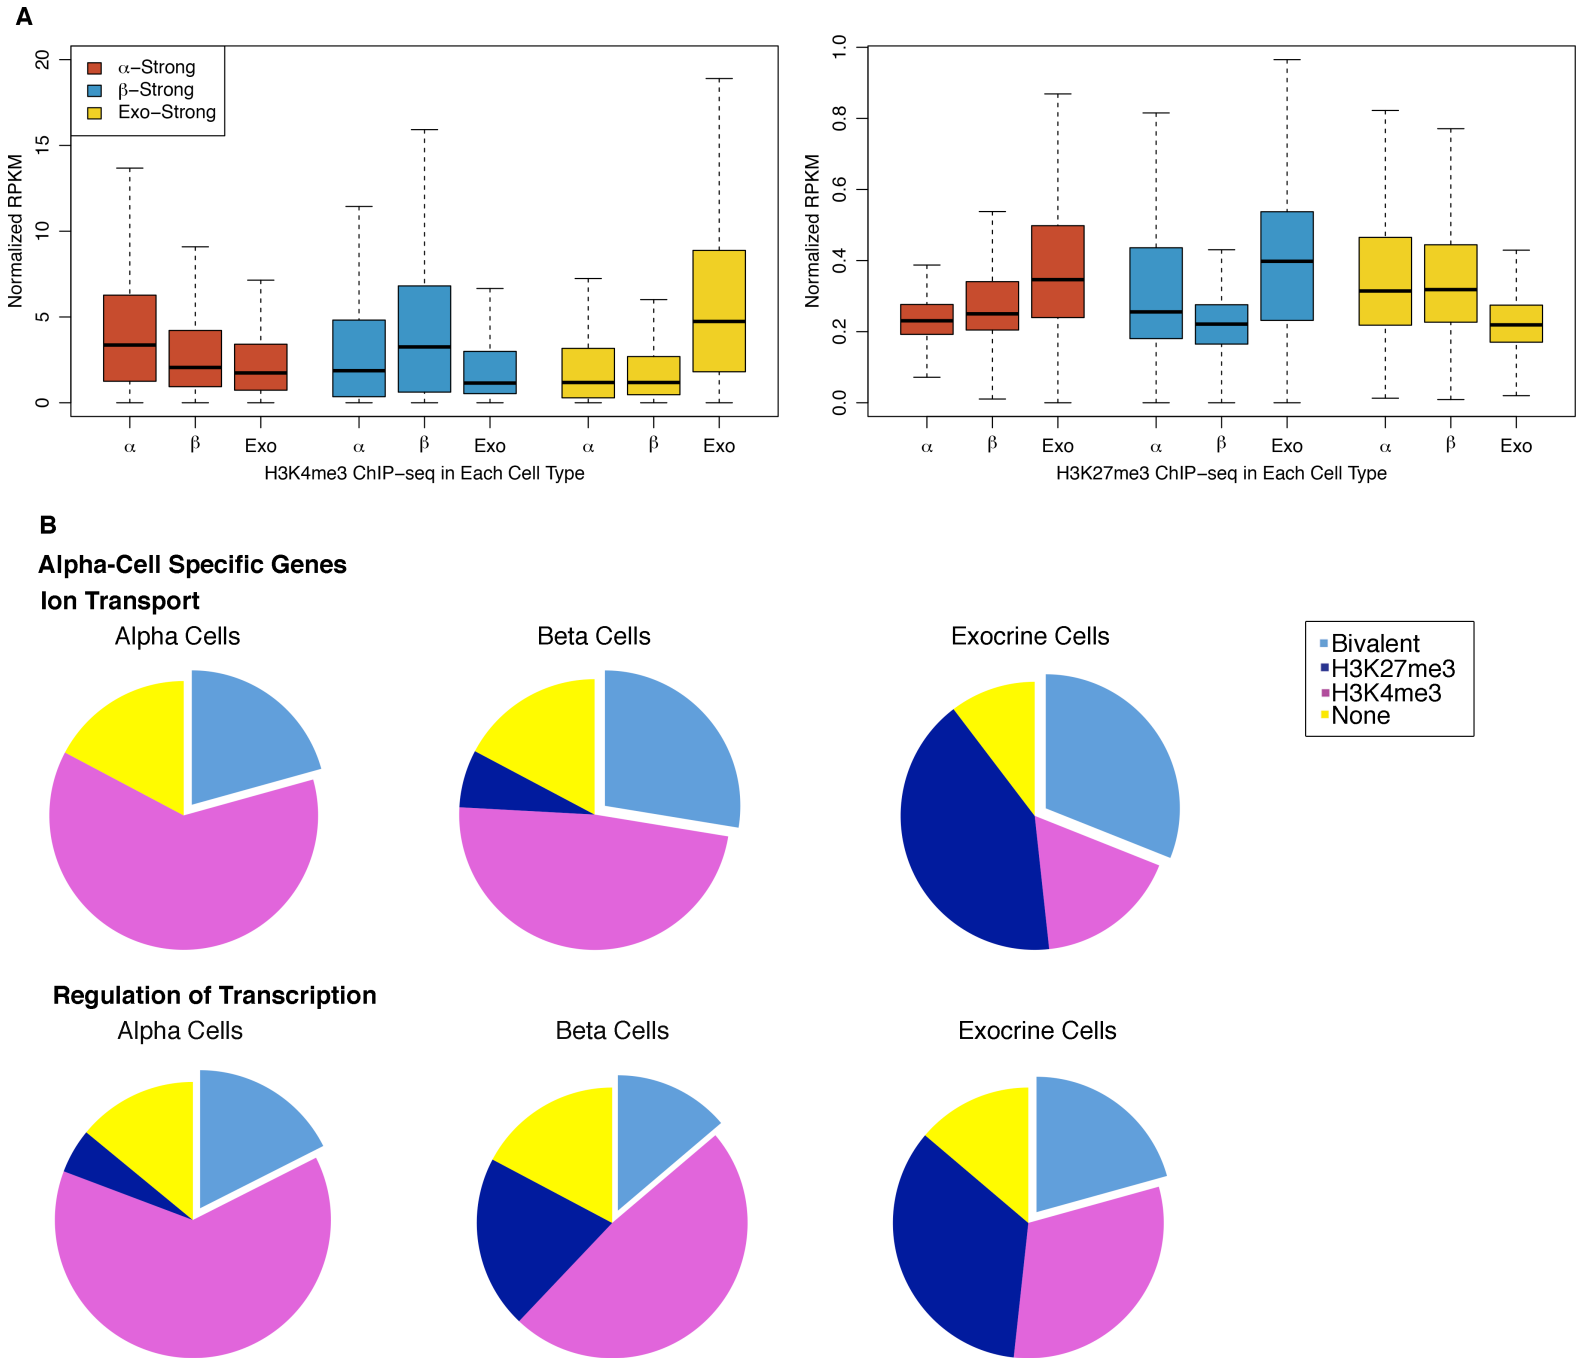 A
α−Strong
β−Strong
Exo−Strong
Normalized RPKM
0
5
10
15
20
α
β
Exo
α
β
Exo
α
β
Exo
H3K4me3 ChIP−seq in Each Cell Type
Normalized RPKM
0.0
0.2
0.4
0.6
0.8
1.0
α
β
Exo
α
β
Exo
α
β
Exo
H3K27me3 ChIP−seq in Each Cell Type
B
Alpha-Cell Specific Genes
Ion Transport
Alpha Cells
Beta Cells
Exocrine Cells
Bivalent
H3K27me3
H3K4me3
None
Regulation of Transcription
Alpha Cells
Beta Cells
Exocrine Cells